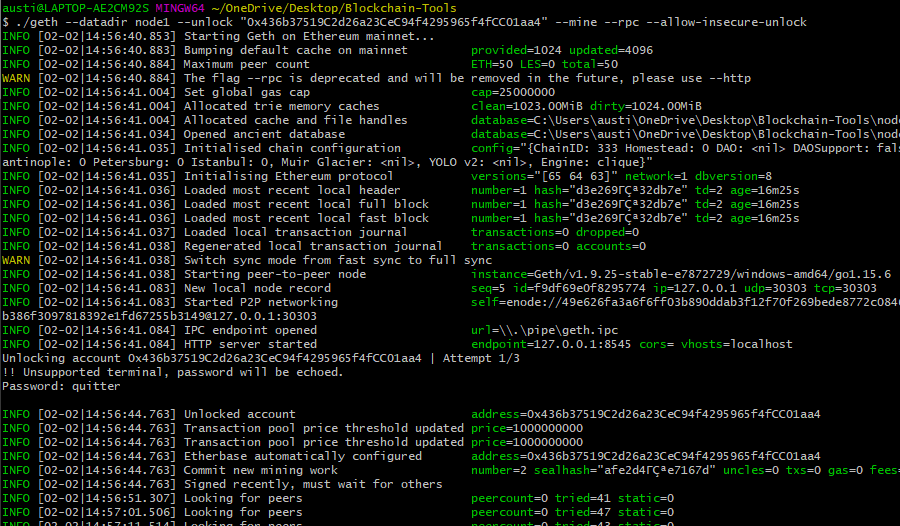 austi@LAPTOP-AE2CM92S MINGW64 ~/OneDrive/Desktop/Blockchain-Tools
$ ./geth --datadir node1 --unlock "0x436b37519C2d26a23CeC94f4295965f4fCC01aa4" --mine --rpc --allow-insecure-unlock
INFO [02-02|14:56:40.853] Starting Geth on Ethereum mainnet...
INFO [02-02|14:56:40.883] Bumping default cache on mainnet provided=1024 updated=4096
INFO [02-02|14:56:40.884] Maximum peer count ETH=50 LES=0 total=50
WARN [02-02|14:56:40.884] The flag --rpc is deprecated and will be removed in the future, please use --http
INFO [02-02|14:56:41.004] Set global gas cap cap=25000000
INFO [02-02|14:56:41.004] Allocated trie memory caches clean=1023.00MiB dirty=1024.00MiB
INFO [02-02|14:56:41.004] Allocated cache and file handles database=C:\Users\austi\OneDrive\Desktop\Blockchain-Tools\node
INFO [02-02|14:56:41.034] Opened ancient database database=C:\Users\austi\OneDrive\Desktop\Blockchain-Tools\node
INFO [02-02|14:56:41.035] Initialised chain configuration config="{ChainID: 333 Homestead: 0 DAO: <nil> DAOSupport: fals
antinople: 0 Petersburg: 0 Istanbul: 0, Muir Glacier: <nil>, YOLO v2: <nil>, Engine: clique}"
INFO [02-02|14:56:41.035] Initialising Ethereum protocol versions="[65 64 63]" network=1 dbversion=8
INFO [02-02|14:56:41.036] Loaded most recent local header number=1 hash="d3e269ΓÇª32db7e" td=2 age=16m25s
INFO [02-02|14:56:41.036] Loaded most recent local full block number=1 hash="d3e269ΓÇª32db7e" td=2 age=16m25s
INFO [02-02|14:56:41.036] Loaded most recent local fast block number=1 hash="d3e269ΓÇª32db7e" td=2 age=16m25s
INFO [02-02|14:56:41.037] Loaded local transaction journal transactions=0 dropped=0
INFO [02-02|14:56:41.038] Regenerated local transaction journal transactions=0 accounts=0
WARN [02-02|14:56:41.038] Switch sync mode from fast sync to full sync
INFO [02-02|14:56:41.038] Starting peer-to-peer node instance=Geth/v1.9.25-stable-e7872729/windows-amd64/go1.15.6
INFO [02-02|14:56:41.083] New local node record seq=5 id=f9df69e0f8295774 ip=127.0.0.1 udp=30303 tcp=30303
INFO [02-02|14:56:41.083] Started P2P networking self=enode://49e626fa3a6f6ff03b890ddab3f12f70f269bede8772c084
b386f3097818392e1fd67255b3149@127.0.0.1:30303
INFO [02-02|14:56:41.084] IPC endpoint opened url=\\.\pipe\geth.ipc
INFO [02-02|14:56:41.084] HTTP server started endpoint=127.0.0.1:8545 cors= vhosts=localhost
Unlocking account 0x436b37519C2d26a23CeC94f4295965f4fCC01aa4 | Attempt 1/3
!! Unsupported terminal, password will be echoed.
Password: quitter
INFO [02-02|14:56:44.763] Unlocked account address=0x436b37519C2d26a23CeC94f4295965f4fCC01aa4
INFO [02-02|14:56:44.763] Transaction pool price threshold updated price=1000000000
INFO [02-02|14:56:44.763] Transaction pool price threshold updated price=1000000000
INFO [02-02|14:56:44.763] Etherbase automatically configured address=0x436b37519C2d26a23CeC94f4295965f4fCC01aa4
INFO [02-02|14:56:44.763] Commit new mining work number=2 sealhash="afe2d4ΓÇªe7167d" uncles=0 txs=0 gas=0 fees=
INFO [02-02|14:56:44.763] Signed recently, must wait for others
INFO [02-02|14:56:51.307] Looking for peers peercount=0 tried=41 static=0
INFO [02-02|14:57:01.506] Looking for peers peercount=0 tried=47 static=0
INFO [02-02|14:57:11.514] Looking for peers peercount=0 tried=43 static=0